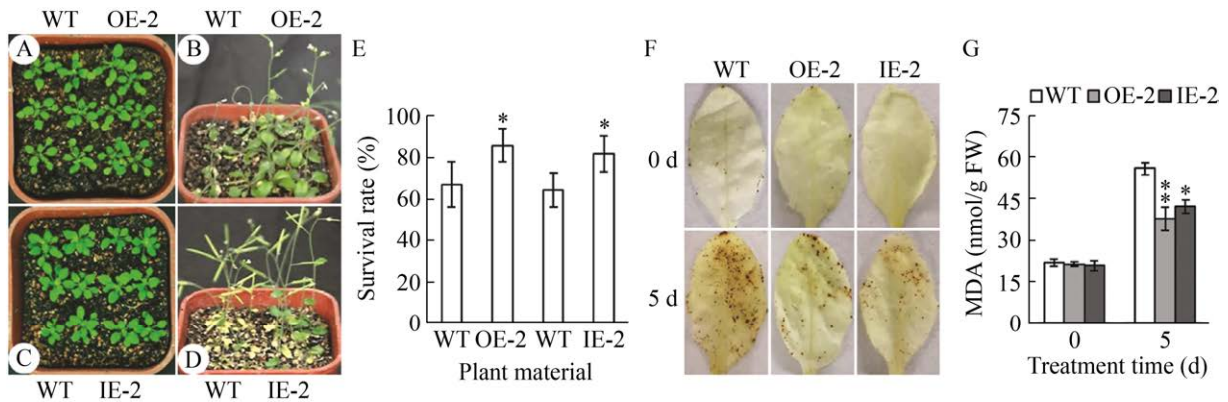 WT OE-2
WT OE-2
A
B
C
D
WT IE-2
WT IE-2
E
Survival rate (%)
100
80
60
40
20
0
* *
WT OE-2 WT IE-2
Plant material
F
WT OE-2 IE-2
0 d
5 d
G
WT OE-2 IE-2
MDA (nmol/g FW)
75
60
45
30
15
0
** *
0 5
Treatment time (d)